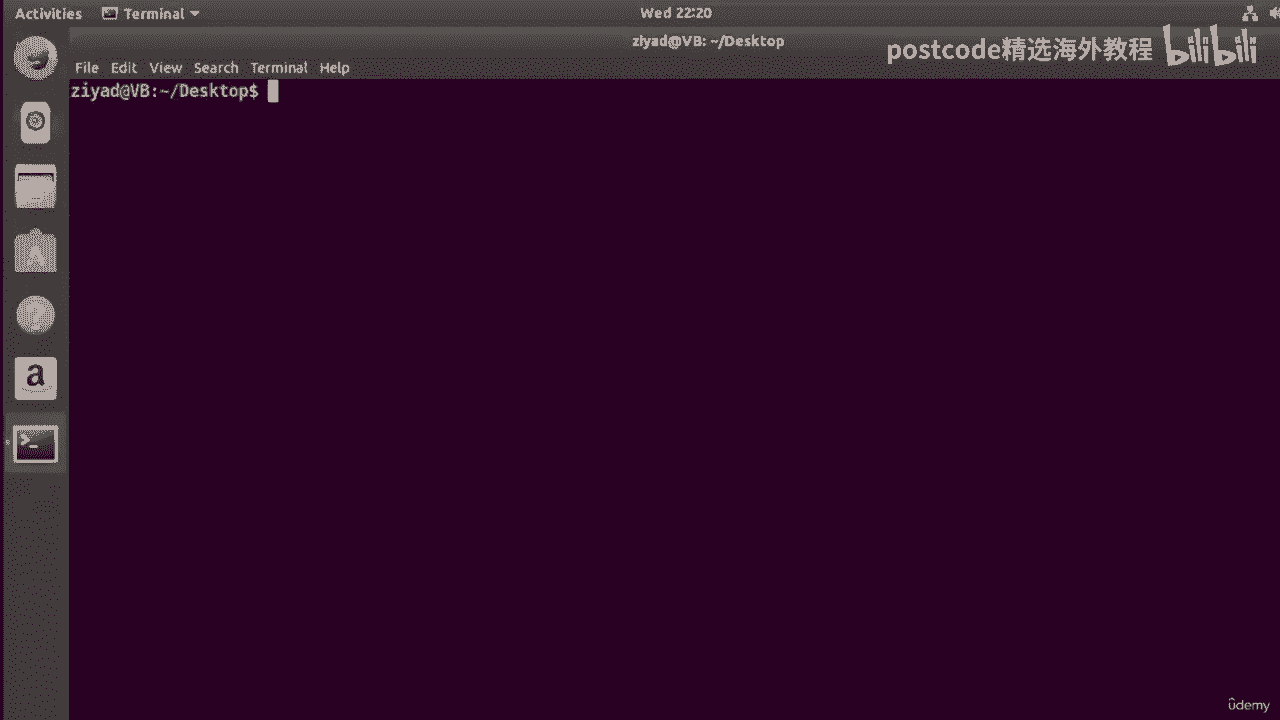 Activities Terminal Wed 22:20
ziyad@VB: ~/Desktop
postcode精选海外教程 bilibili
File Edit View Search Terminal Help
ziyad@VB:~/Desktop$
a
ûdemy